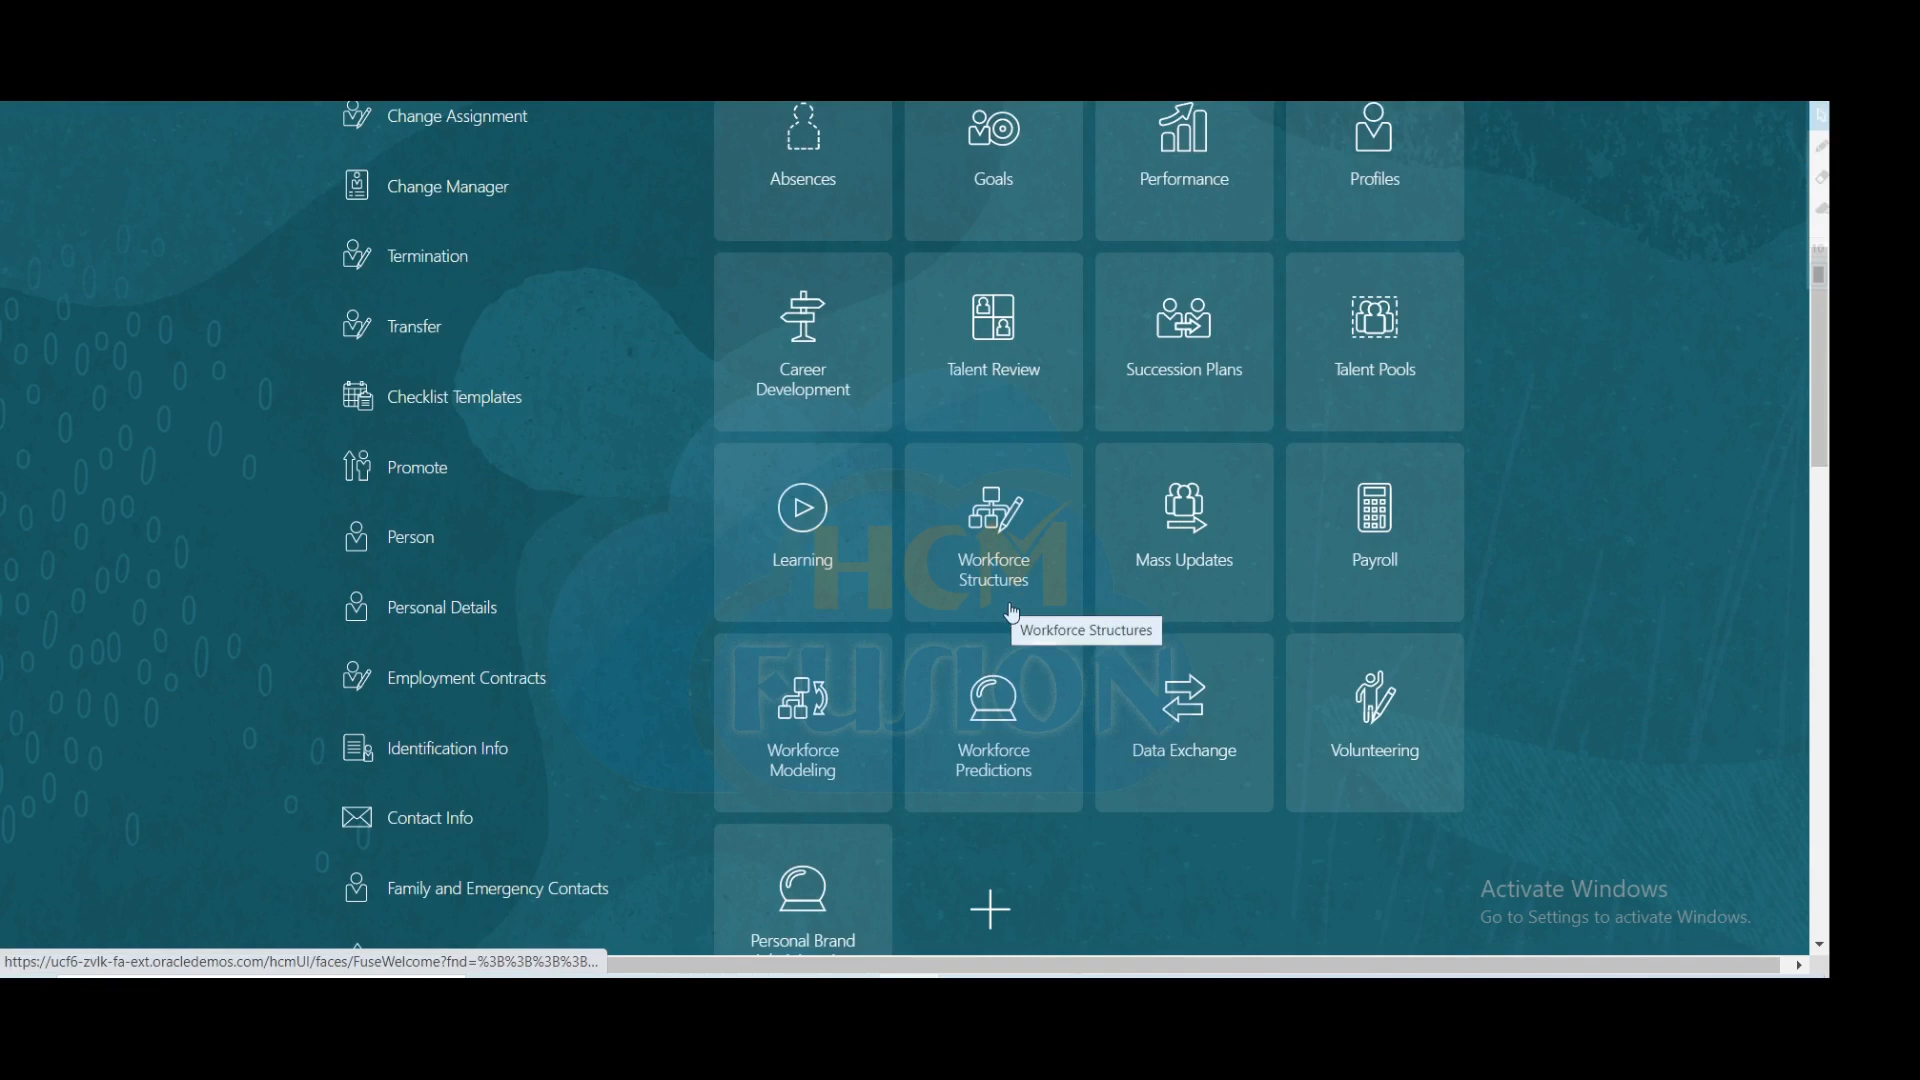 Change Assignment
Change Manager
Termination
Transfer
Checklist Templates
Promote
Person
Personal Details
Employment Contracts
Identification Info
Contact Info
Family and Emergency Contacts
Absences
Goals
Performance
Profiles
Career
Development
Talent Review
Succession Plans
Talent Pools
Learning
Workforce
Structures
Mass Updates
Payroll
Workforce Structures
HCM
FUSION
Workforce
Modeling
Workforce
Predictions
Data Exchange
Volunteering
Personal Brand
Activate Windows
Go to Settings to activate Windows.
https://ucf6-zvlk-fa-ext.oracledemos.com/hcmUI/faces/FuseWelcome?fnd=%3B%3B%3B%3B...